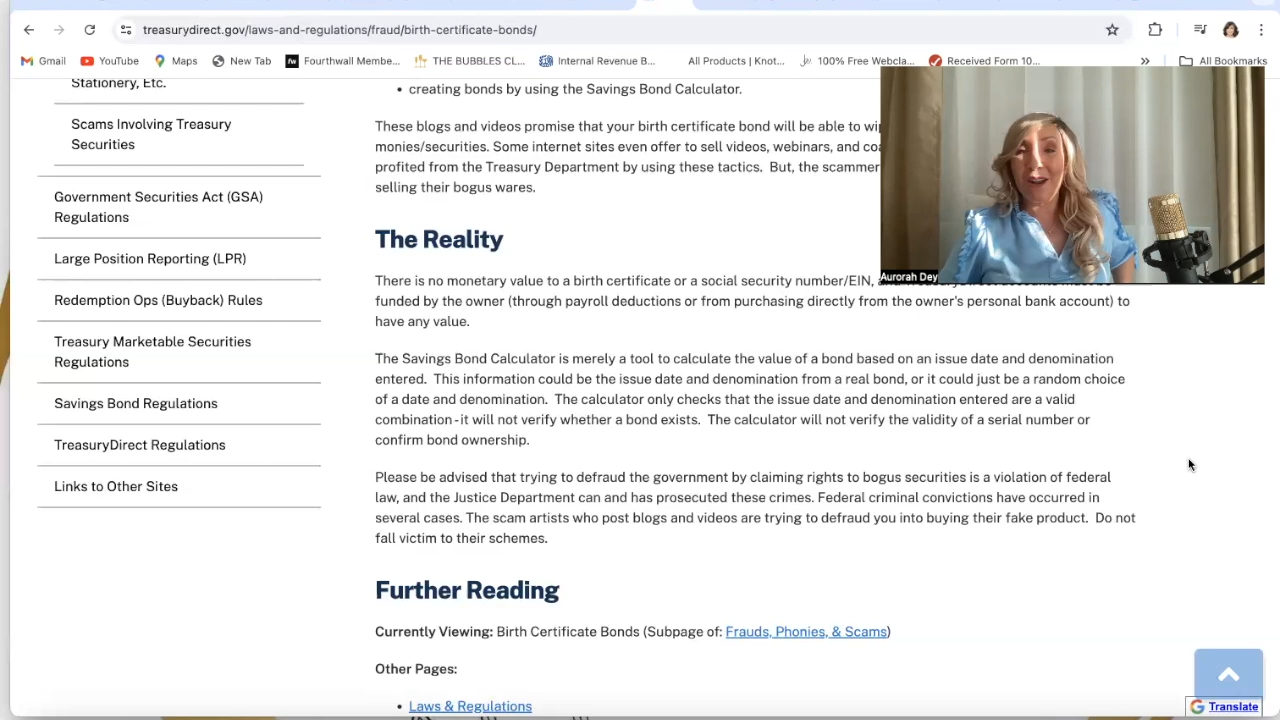 treasurydirect.gov/laws-and-regulations/fraud/birth-certificate-bonds/
Gmail
YouTube
Maps
New Tab
fw
Fourthwall Membe...
THE BUBBLES CL...
Internal Revenue B...
All Products | Knot...
100% Free Webcla...
Received Form 10...
»
All Bookmarks
Stationery, Etc.
Scams Involving Treasury
Securities
Government Securities Act (GSA)
Regulations
Large Position Reporting (LPR)
Redemption Ops (Buyback) Rules
Treasury Marketable Securities
Regulations
Savings Bond Regulations
TreasuryDirect Regulations
Links to Other Sites
• creating bonds by using the Savings Bond Calculator.
These blogs and videos promise that your birth certificate bond will be able to
monies/securities. Some internet sites even offer to sell videos, webinars, and
profited from the Treasury Department by using these tactics. But, the
selling their bogus wares.
Aurorah Dey
The Reality
There is no monetary value to a birth certificate or a social security number/EIN,
funded by the owner (through payroll deductions or from purchasing directly from the owner's personal bank account) to
have any value.
The Savings Bond Calculator is merely a tool to calculate the value of a bond based on an issue date and denomination
entered. This information could be the issue date and denomination from a real bond, or it could just be a random choice
of a date and denomination. The calculator only checks that the issue date and denomination entered are a valid
combination - it will not verify whether a bond exists. The calculator will not verify the validity of a serial number or
confirm bond ownership.
Please be advised that trying to defraud the government by claiming rights to bogus securities is a violation of federal
law, and the Justice Department can and has prosecuted these crimes. Federal criminal convictions have occurred in
several cases. The scam artists who post blogs and videos are trying to defraud you into buying their fake product. Do not
fall victim to their schemes.
Further Reading
Currently Viewing: Birth Certificate Bonds (Subpage of: Frauds, Phonies, & Scams)
Other Pages:
• Laws & Regulations
Translate